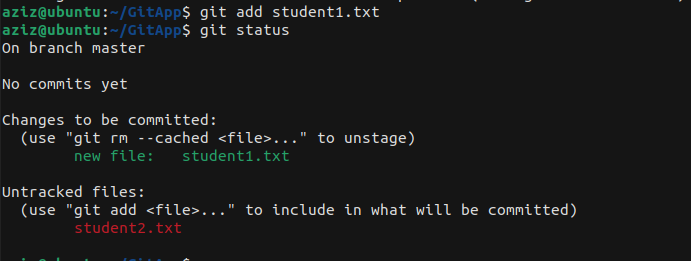 aziz@ubuntu:~/GitApp$ git add student1.txt
aziz@ubuntu:~/GitApp$ git status
On branch master
No commits yet
Changes to be committed:
(use "git rm --cached <file>..." to unstage)
new file: student1.txt
Untracked files:
(use "git add <file>..." to include in what will be committed)
student2.txt